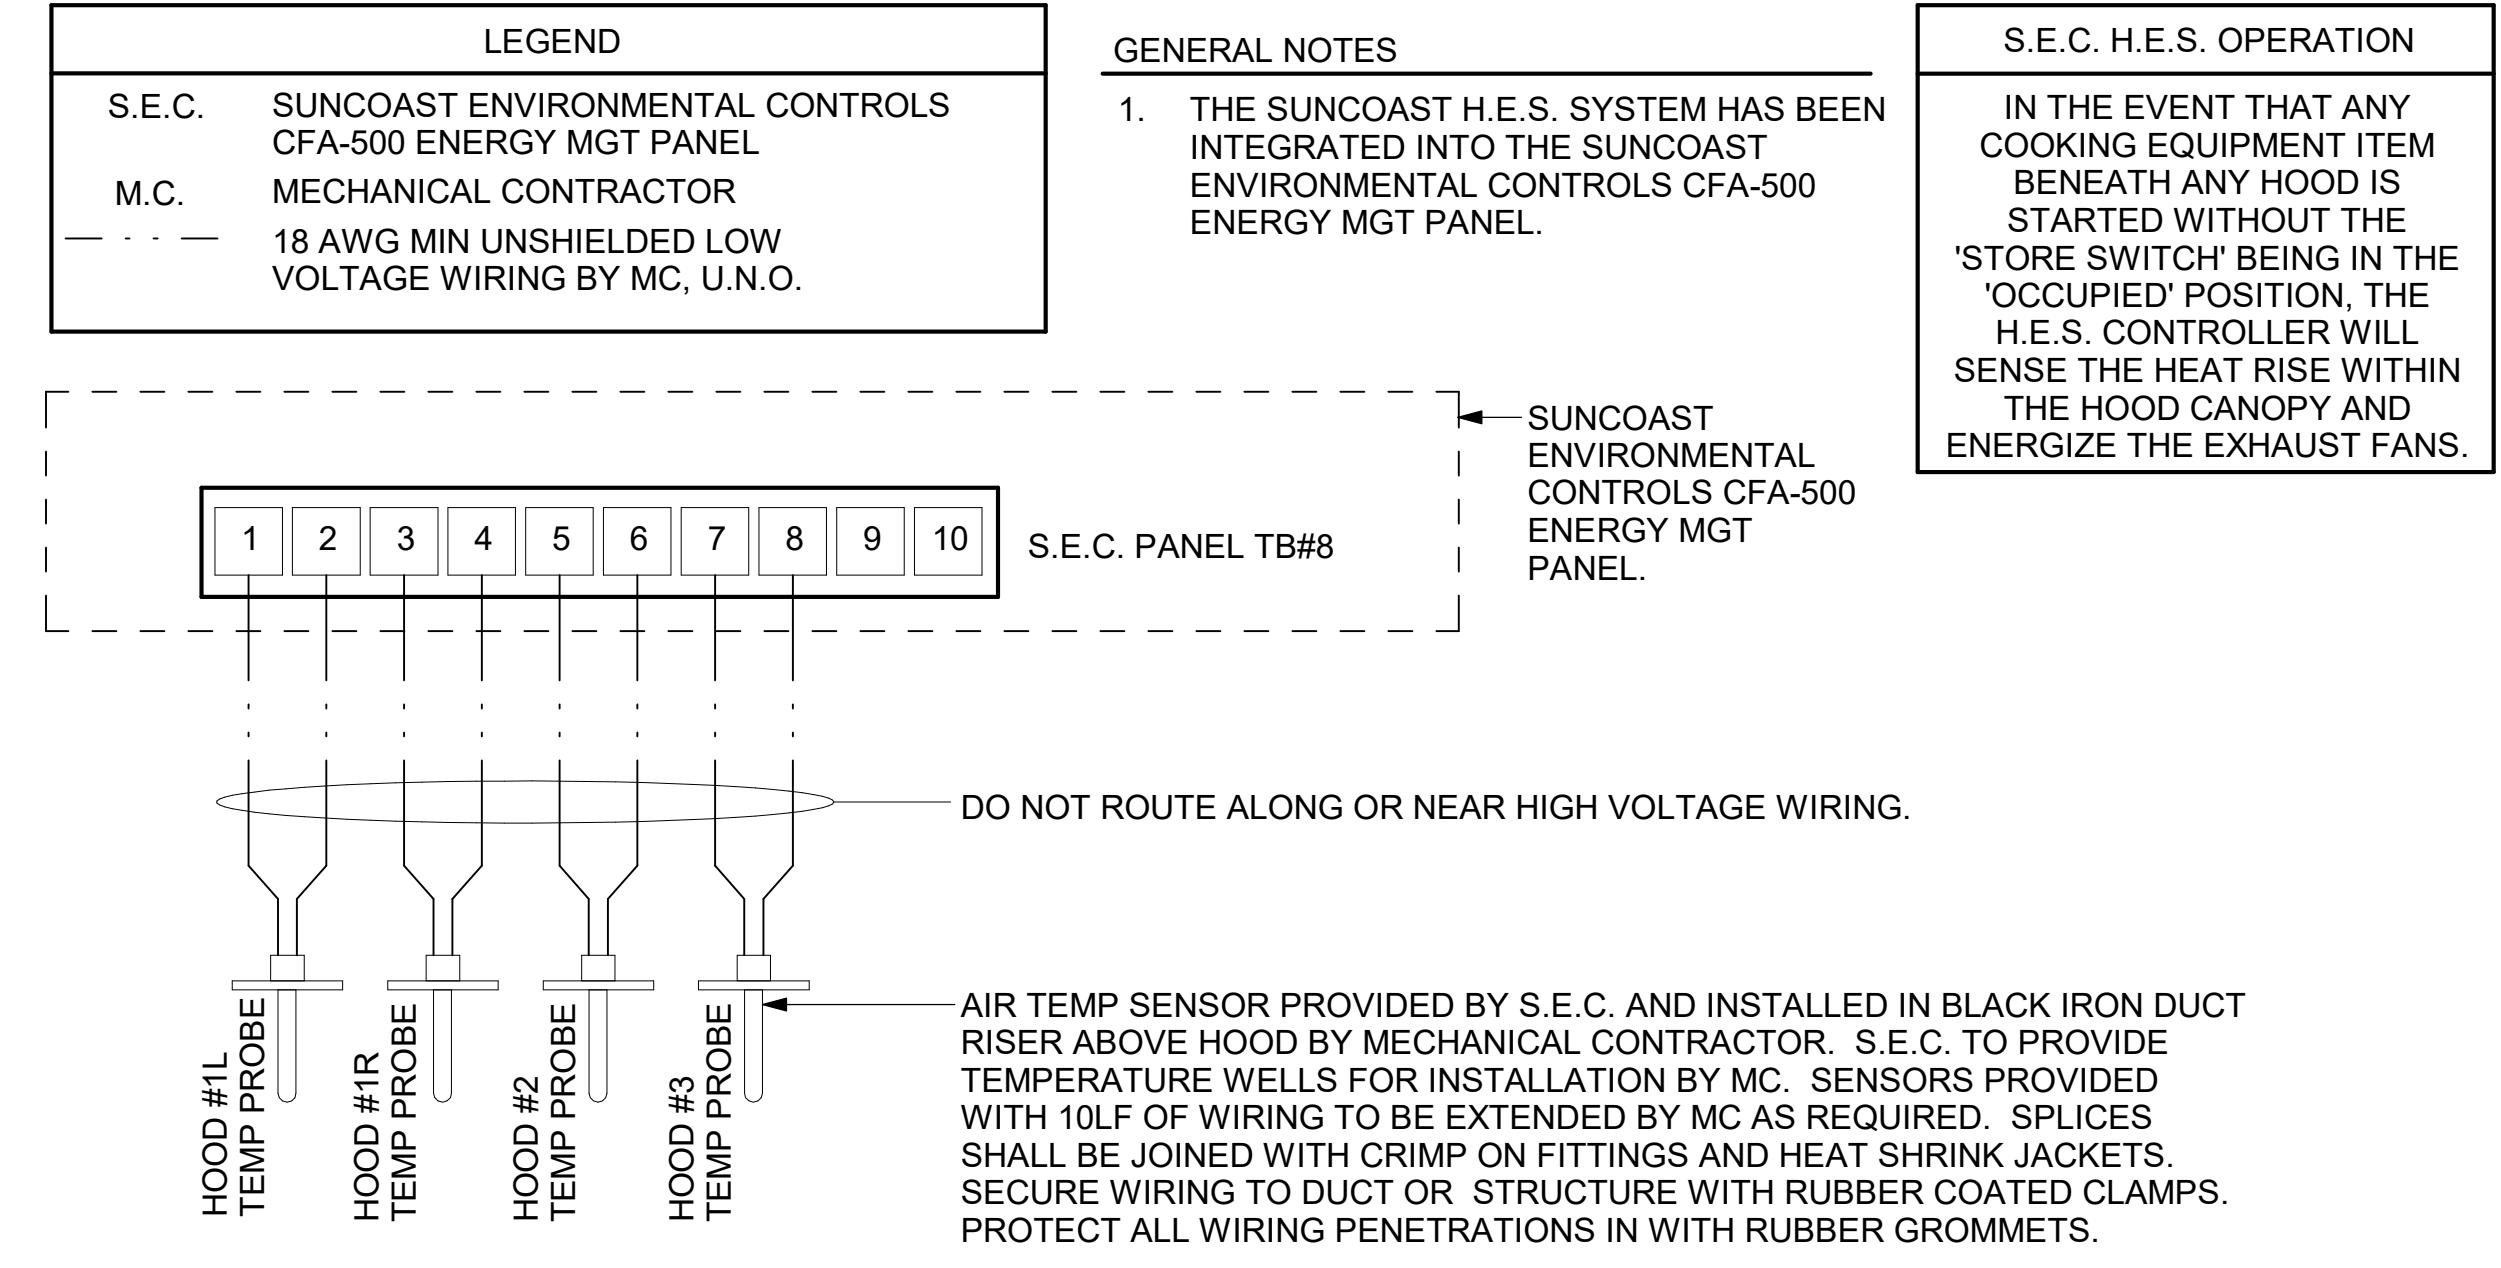 LEGEND
S.E.C. SUNCOAST ENVIRONMENTAL CONTROLS
CFA-500 ENERGY MGT PANEL
M.C. MECHANICAL CONTRACTOR
18 AWG MIN UNSHIELDED LOW
VOLTAGE WIRING BY MC, U.N.O.
GENERAL NOTES
1. THE SUNCOAST H.E.S. SYSTEM HAS BEEN
INTEGRATED INTO THE SUNCOAST
ENVIRONMENTAL CONTROLS CFA-500
ENERGY MGT PANEL.
S.E.C. H.E.S. OPERATION
IN THE EVENT THAT ANY
COOKING EQUIPMENT ITEM
BENEATH ANY HOOD IS
STARTED WITHOUT THE
'STORE SWITCH' BEING IN THE
'OCCUPIED' POSITION, THE
H.E.S. CONTROLLER WILL
SENSE THE HEAT RISE WITHIN
THE HOOD CANOPY AND
ENERGIZE THE EXHAUST FANS.
SUNCOAST
ENVIRONMENTAL
CONTROLS CFA-500
ENERGY MGT
PANEL.
1 2 3 4 5 6 7 8 9 10
S.E.C. PANEL TB#8
DO NOT ROUTE ALONG OR NEAR HIGH VOLTAGE WIRING.
HOOD #1L
TEMP PROBE
HOOD #1R
TEMP PROBE
HOOD #2
TEMP PROBE
HOOD #3
TEMP PROBE
AIR TEMP SENSOR PROVIDED BY S.E.C. AND INSTALLED IN BLACK IRON DUCT
RISER ABOVE HOOD BY MECHANICAL CONTRACTOR. S.E.C. TO PROVIDE
TEMPERATURE WELLS FOR INSTALLATION BY MC. SENSORS PROVIDED
WITH 10LF OF WIRING TO BE EXTENDED BY MC AS REQUIRED. SPLICES
SHALL BE JOINED WITH CRIMP ON FITTINGS AND HEAT SHRINK JACKETS.
SECURE WIRING TO DUCT OR STRUCTURE WITH RUBBER COATED CLAMPS.
PROTECT ALL WIRING PENETRATIONS IN WITH RUBBER GROMMETS.